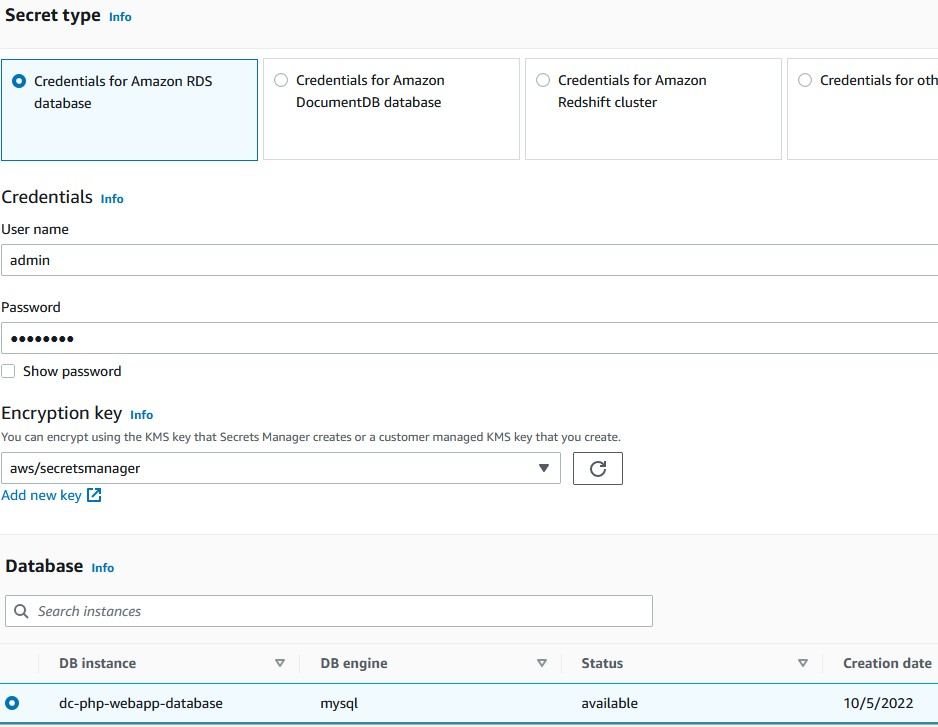 Secret type Info
Credentials for Amazon RDS
database
Credentials for Amazon
DocumentDB database
Credentials for Amazon
Redshift cluster
Credentials for oth
Credentials Info
User name
admin
Password
••••••••
Show password
Encryption key Info
You can encrypt using the KMS key that Secrets Manager creates or a customer managed KMS key that you create.
aws/secretsmanager
Add new key
Database Info
Search instances
DB instance DB engine Status Creation date
dc-php-webapp-database mysql available 10/5/2022